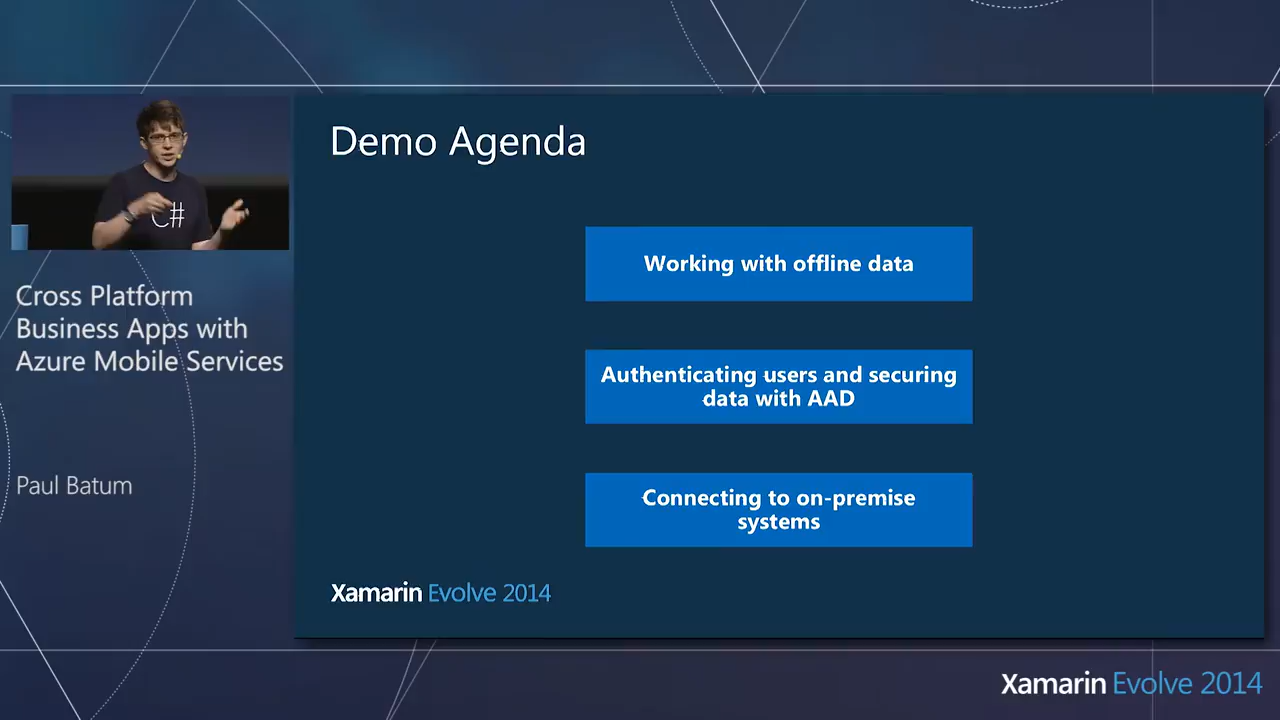 Demo Agenda
C#
Cross Platform
Business Apps with
Azure Mobile Services
Paul Batum
Working with offline data
Authenticating users and securing
data with AAD
Connecting to on-premise
systems
Xamarin Evolve 2014
Xamarin Evolve 2014